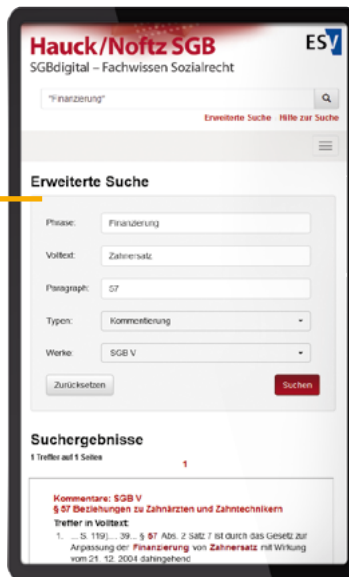 Hauck/Noftz SGB
ESV
SGBdigital – Fachwissen Sozialrecht
"Finanzierung"
Erweiterte Suche Hilfe zur Suche
Erweiterte Suche
Phrase: Finanzierung
Volltext: Zahnersatz
Paragraph: 57
Typen: Kommentierung
Werke: SGB V
Zurücksetzen Suchen
Suchergebnisse
1 Treffer auf 1 Seiten
1
Kommentare: SGB V
§ 57 Beziehungen zu Zahnärzten und Zahntechnikern
Treffer in Volltext:
1. ... S. 119).... 39... § 57 Abs. 2 Satz 7 ist durch das Gesetz zur
Anpassung der Finanzierung von Zahnersatz mit Wirkung
vom 21. 12. 2004 dahingehend